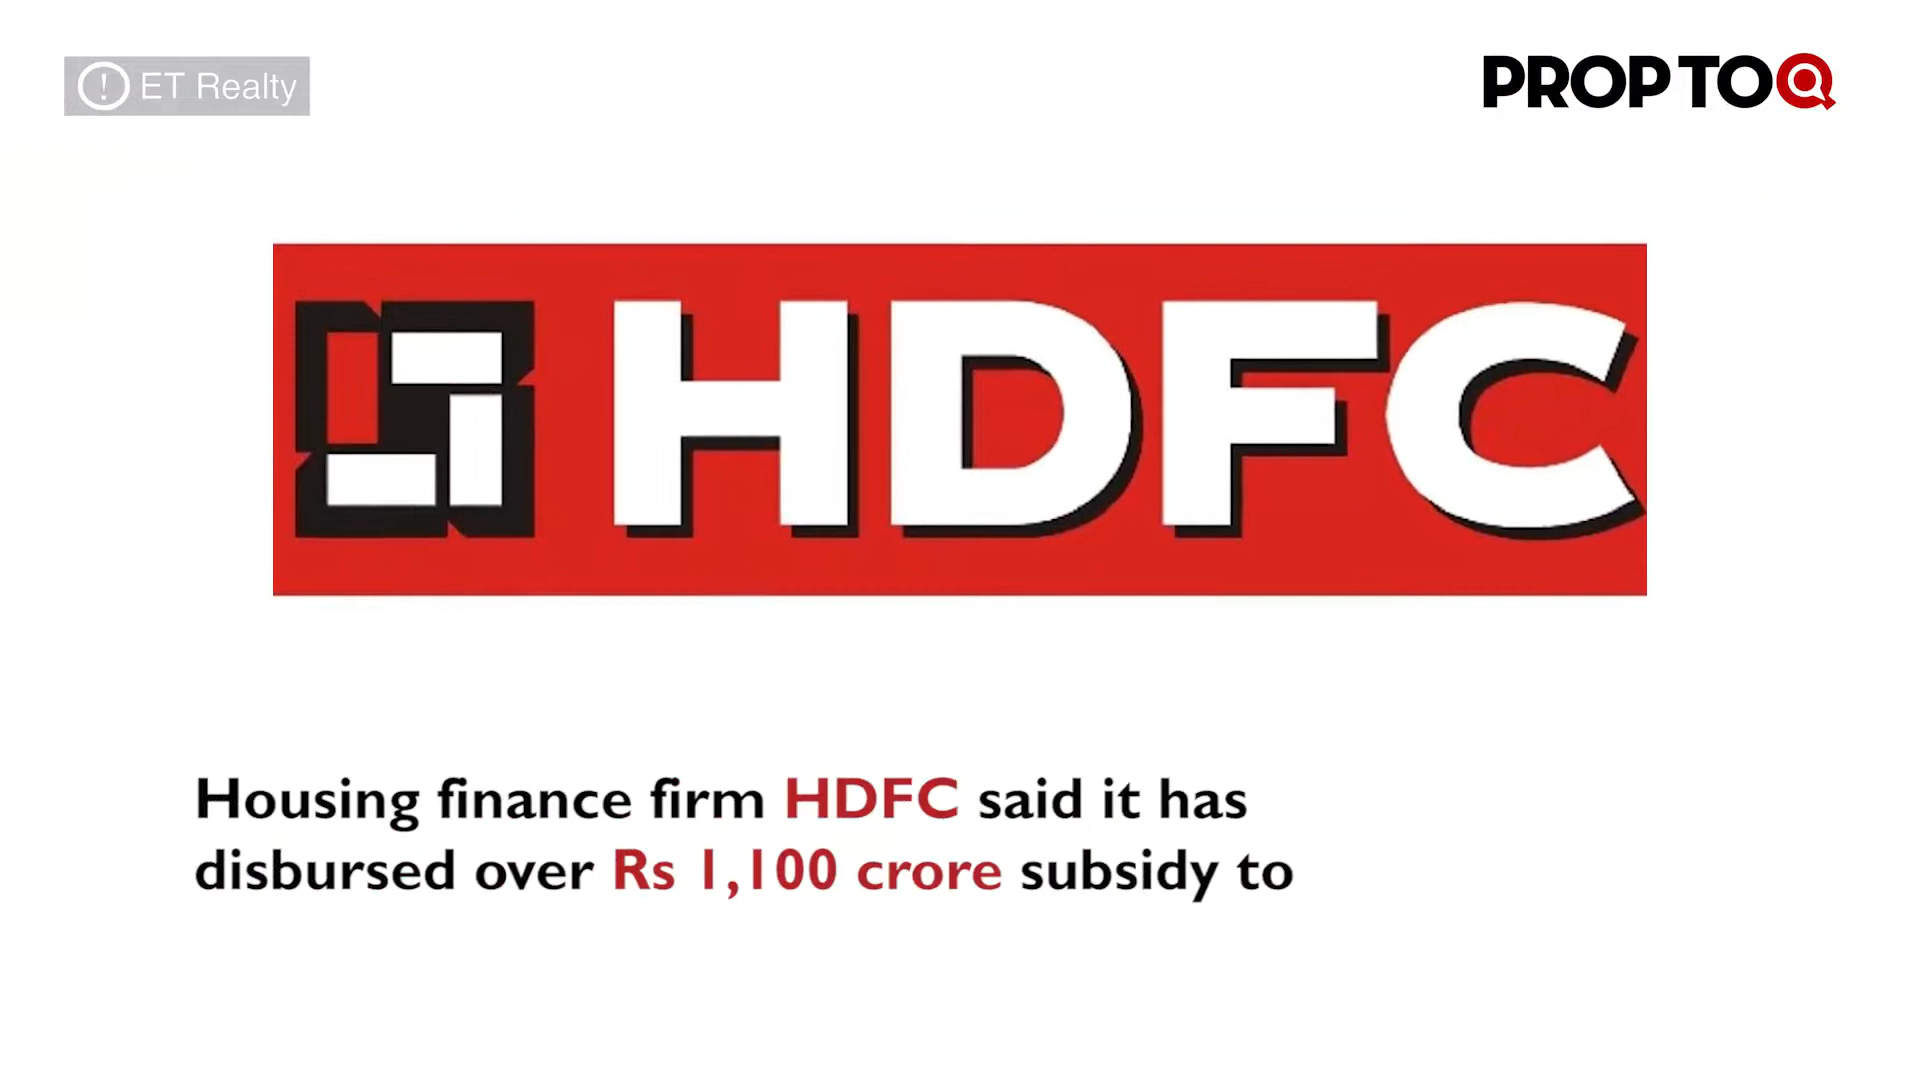 ET Realty
PROPTOQ
HDFC
Housing finance firm HDFC said it has
disbursed over Rs 1,100 crore subsidy to